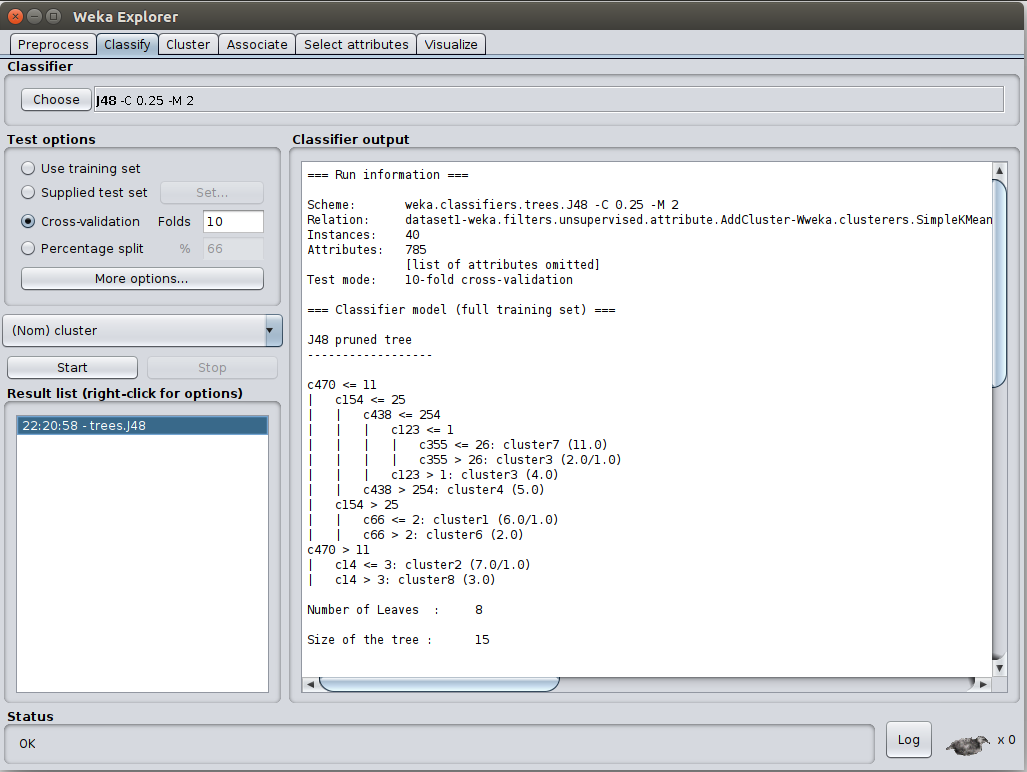 Weka Explorer
Preprocess Classify Cluster Associate Select attributes Visualize
Classifier
Choose J48 -C 0.25 -M 2
Test options
Use training set
Supplied test set Set...
Cross-validation Folds 10
Percentage split % 66
More options...
(Nom) cluster
Start Stop
Result list (right-click for options)
22:20:58 - trees.J48
Classifier output
=== Run information ===
Scheme: weka.classifiers.trees.J48 -C 0.25 -M 2
Relation: dataset1-weka.filters.unsupervised.attribute.AddCluster-Wweka.clusterers.SimpleKMean
Instances: 40
Attributes: 785
[list of attributes omitted]
Test mode: 10-fold cross-validation
=== Classifier model (full training set) ===
J48 pruned tree
------------------
c470 <= 11
| c154 <= 25
| | c438 <= 254
| | | c123 <= 1
| | | | c355 <= 26: cluster7 (11.0)
| | | | c355 > 26: cluster3 (2.0/1.0)
| | | c123 > 1: cluster3 (4.0)
| | c438 > 254: cluster4 (5.0)
| c154 > 25
| | c66 <= 2: cluster1 (6.0/1.0)
| | c66 > 2: cluster6 (2.0)
c470 > 11
| c14 <= 3: cluster2 (7.0/1.0)
| c14 > 3: cluster8 (3.0)
Number of Leaves : 8
Size of the tree : 15
Status
OK
Log x 0